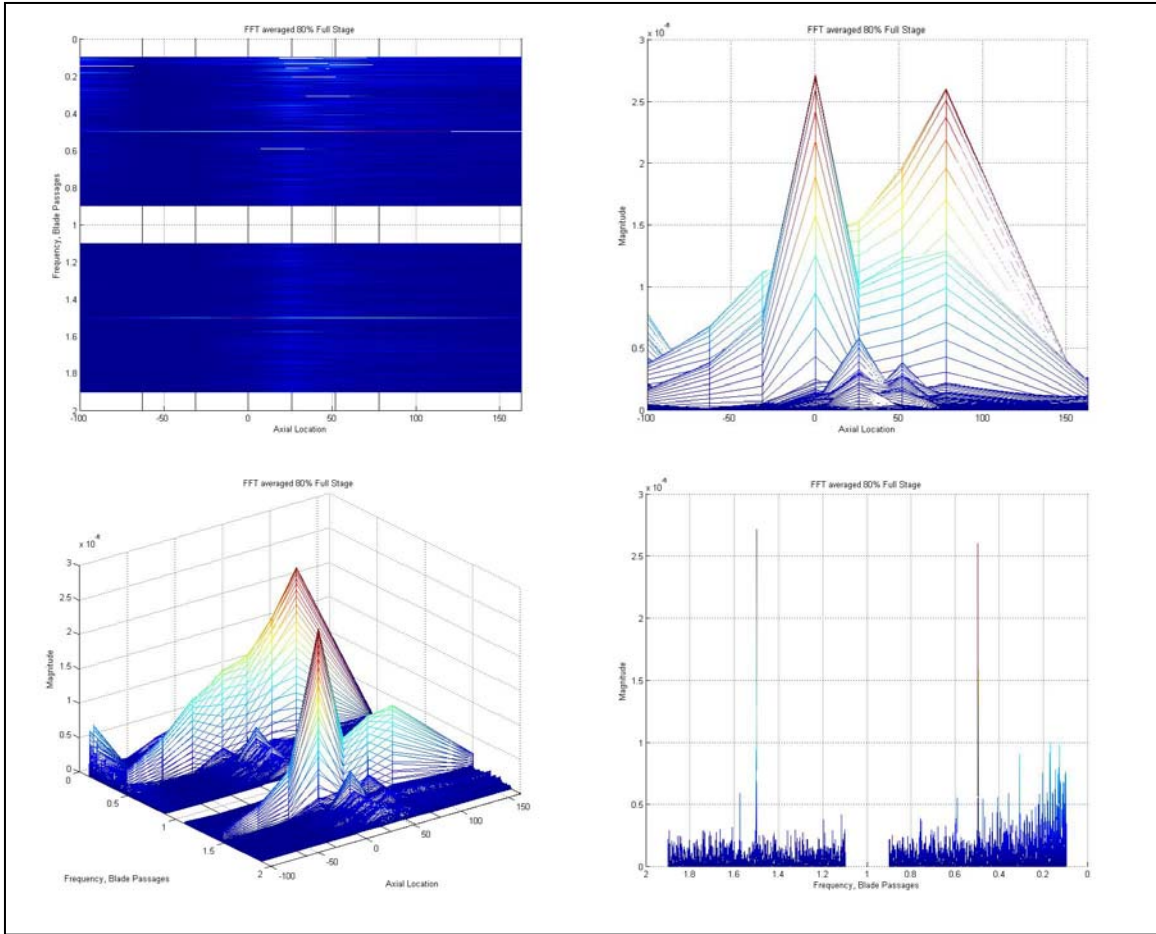 FFT averaged 80% Full Stage
0
0.2
0.4
0.6
0.8
1
1.2
1.4
1.6
1.8
2
-100 -50 0 50 100 150
Frequency, Blade Passages
Axial Location
FFT averaged 80% Full Stage
3
2.5
2
1.5
1
0.5
0
-100 -50 0 50 100 150
Magnitude
Axial Location
FFT averaged 80% Full Stage
3
2.5
2
1.5
1
0.5
0
Magnitude
0
0.5
1
1.5
2
-100 -50 0 50 100 150
Frequency, Blade Passages
Axial Location
FFT averaged 80% Full Stage
3
2.5
2
1.5
1
0.5
0
2 1.8 1.6 1.4 1.2 1 0.8 0.6 0.4 0.2 0
Magnitude
Frequency, Blade Passages